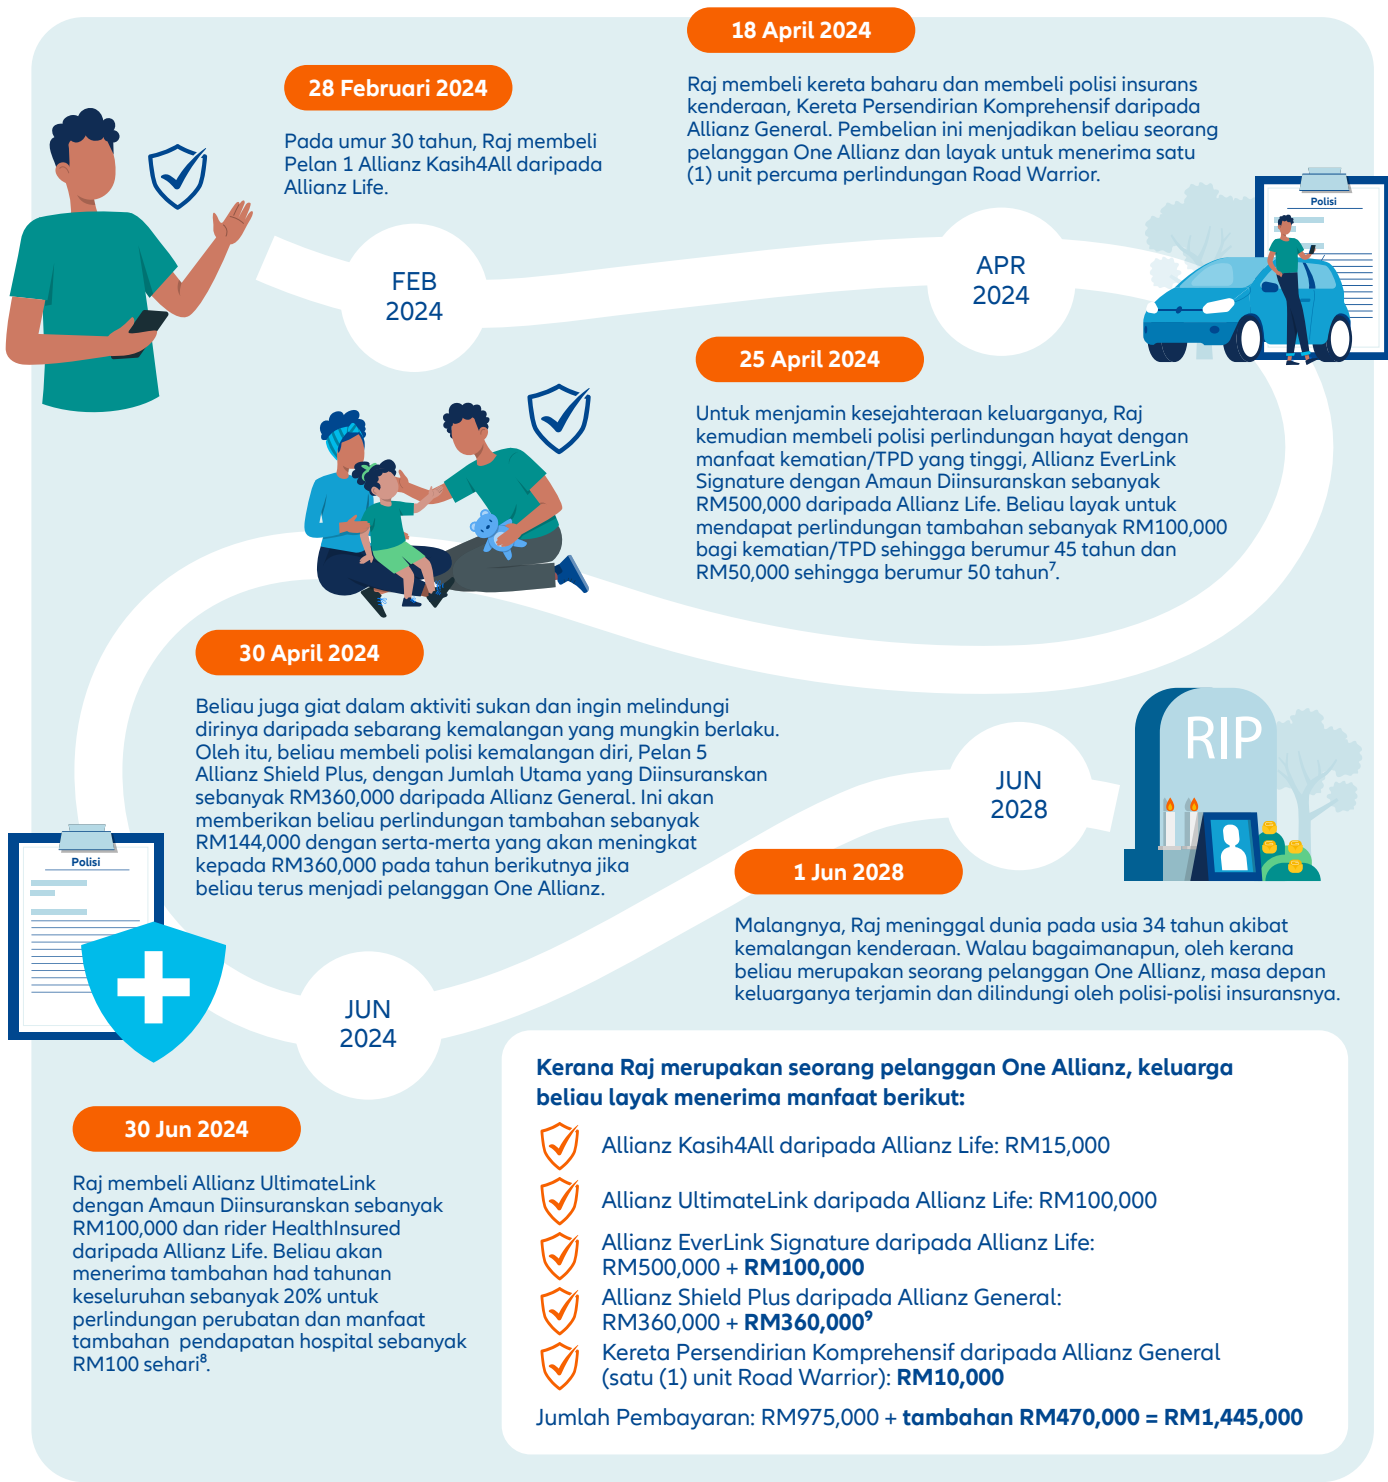 28 Februari 2024
Pada umur 30 tahun, Raj membeli
Pelan 1 Allianz Kasih4All daripada
Allianz Life.
18 April 2024
Raj membeli kereta baharu dan membeli polisi insurans
kenderaan, Kereta Persendirian Komprehensif daripada
Allianz General. Pembelian ini menjadikan beliau seorang
pelanggan One Allianz dan layak untuk menerima satu
(1) unit percuma perlindungan Road Warrior.
Polisi
FEB
2024
APR
2024
25 April 2024
Untuk menjamin kesejahteraan keluarganya, Raj
kemudian membeli polisi perlindungan hayat dengan
manfaat kematian/TPD yang tinggi, Allianz EverLink
Signature dengan Amaun Diinsuranskan sebanyak
RM500,000 daripada Allianz Life. Beliau layak untuk
mendapat perlindungan tambahan sebanyak RM100,000
bagi kematian/TPD sehingga berumur 45 tahun dan
RM50,000 sehingga berumur 50 tahun⁷.
30 April 2024
Beliau juga giat dalam aktiviti sukan dan ingin melindungi
dirinya daripada sebarang kemalangan yang mungkin berlaku.
Oleh itu, beliau membeli polisi kemalangan diri, Pelan 5
Allianz Shield Plus, dengan Jumlah Utama yang Diinsuranskan
sebanyak RM360,000 daripada Allianz General. Ini akan
memberikan beliau perlindungan tambahan sebanyak
RM144,000 dengan serta-merta yang akan meningkat
kepada RM360,000 pada tahun berikutnya jika
beliau terus menjadi pelanggan One Allianz.
Polisi
JUN
2024
30 Jun 2024
Raj membeli Allianz UltimateLink
dengan Amaun Diinsuranskan sebanyak
RM100,000 dan rider HealthInsured
daripada Allianz Life. Beliau akan
menerima tambahan had tahunan
keseluruhan sebanyak 20% untuk
perlindungan perubatan dan manfaat
tambahan pendapatan hospital sebanyak
RM100 sehari⁸.
RIP
JUN
2028
1 Jun 2028
Malangnya, Raj meninggal dunia pada usia 34 tahun akibat
kemalangan kenderaan. Walau bagaimanapun, oleh kerana
beliau merupakan seorang pelanggan One Allianz, masa depan
keluarganya terjamin dan dilindungi oleh polisi-polisi insuransnya.
Kerana Raj merupakan seorang pelanggan One Allianz, keluarga
beliau layak menerima manfaat berikut:
Allianz Kasih4All daripada Allianz Life: RM15,000
Allianz UltimateLink daripada Allianz Life: RM100,000
Allianz EverLink Signature daripada Allianz Life:
RM500,000 + RM100,000
Allianz Shield Plus daripada Allianz General:
RM360,000 + RM360,000⁹
Kereta Persendirian Komprehensif daripada Allianz General
(satu (1) unit Road Warrior): RM10,000
Jumlah Pembayaran: RM975,000 + tambahan RM470,000 = RM1,445,000